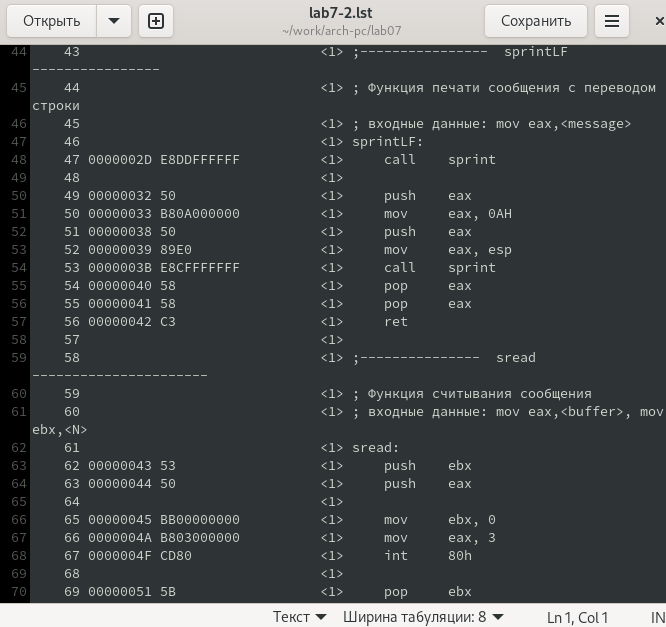 Открыть
lab7-2.lst
~/work/arch-pc/lab07
Сохранить
44 43 <1> ;---------------- sprintLF
----------------
45 44 <1> ; Функция печати сообщения с переводом
строки
46 45 <1> ; входные данные: mov eax,<message>
47 46 <1> sprintLF:
48 47 0000002D E8DDFFFFFF <1> call sprint
49 48 <1>
50 49 00000032 50 <1> push eax
51 50 00000033 B80A000000 <1> mov eax, 0AH
52 51 00000038 50 <1> push eax
53 52 00000039 89E0 <1> mov eax, esp
54 53 0000003B E8CFFFFFFF <1> call sprint
55 54 00000040 58 <1> pop eax
56 55 00000041 58 <1> pop eax
57 56 00000042 C3 <1> ret
58 57 <1>
59 58 <1> ;--------------- sread
----------------------
60 59 <1> ; Функция считывания сообщения
61 60 <1> ; входные данные: mov eax,<buffer>, mov
ebx,<N>
62 61 <1> sread:
63 62 00000043 53 <1> push ebx
64 63 00000044 50 <1> push eax
65 64 <1>
66 65 00000045 BB00000000 <1> mov ebx, 0
67 66 0000004A B803000000 <1> mov eax, 3
68 67 0000004F CD80 <1> int 80h
69 68 <1>
70 69 00000051 5B <1> pop ebx
Текст Ширина табуляции: 8 Ln 1, Col 1 IN